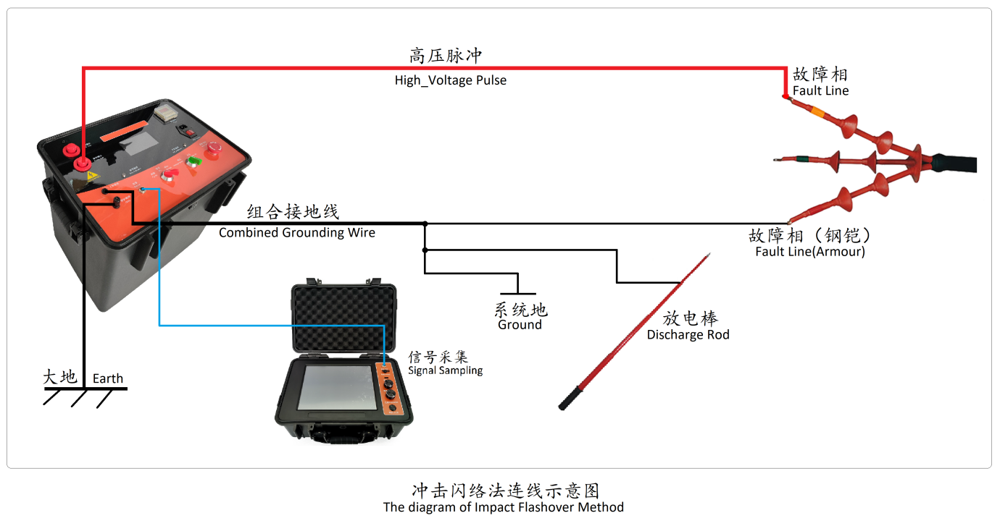 高压脉冲
High_Voltage Pulse
故障相
Fault Line
组合接地线
Combined Grounding Wire
故障相（钢铠）
Fault Line(Armour)
系统地
Ground
放电棒
Discharge Rod
信号采集
Signal Sampling
大地 Earth
冲击闪络法连线示意图
The diagram of Impact Flashover Method